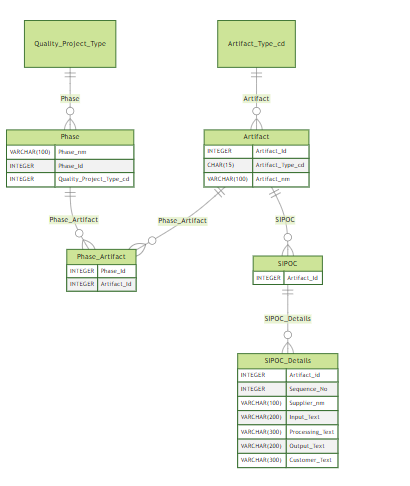 Quality_Project_Type
Artifact_Type_cd
Phase
Artifact
Phase
VARCHAR(100) Phase_nm
INTEGER Phase_Id
INTEGER Quality_Project_Type_cd
Artifact
INTEGER Artifact_Id
CHAR(15) Artifact_Type_cd
VARCHAR(100) Artifact_nm
Phase_Artifact
Phase_Artifact
SIPOC
Phase_Artifact
INTEGER Phase_Id
INTEGER Artifact_Id
SIPOC
INTEGER Artifact_Id
SIPOC_Details
SIPOC_Details
INTEGER Artifact_id
INTEGER Sequence_No
VARCHAR(100) Supplier_nm
VARCHAR(200) Input_Text
VARCHAR(300) Processing_Text
VARCHAR(200) Output_Text
VARCHAR(300) Customer_Text